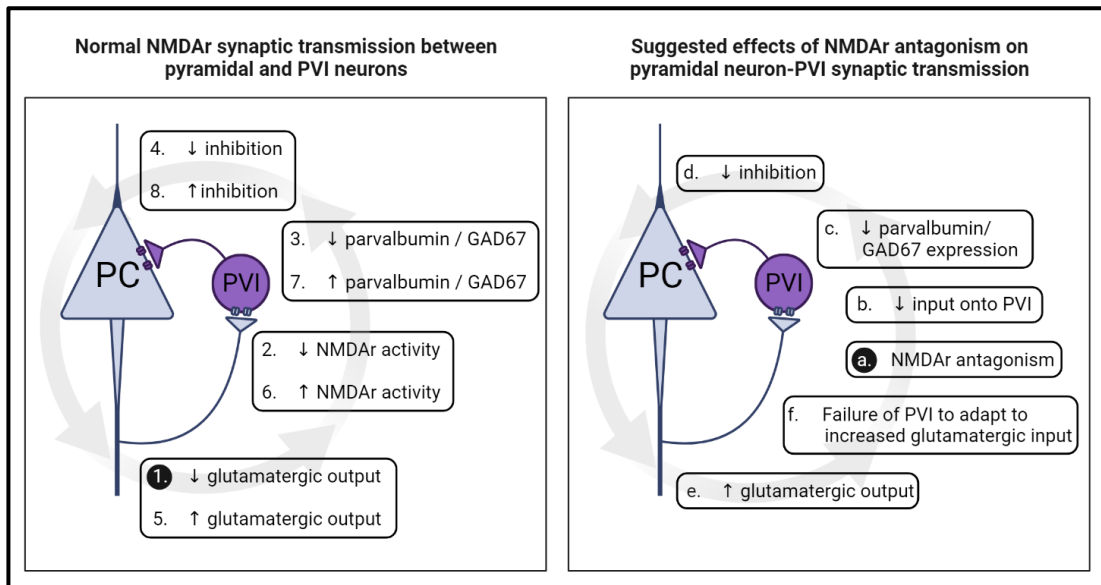 Normal NMDAr synaptic transmission between
pyramidal and PVI neurons
4. ↓ inhibition
8. ↑ inhibition
3. ↓ parvalbumin / GAD67
7. ↑ parvalbumin / GAD67
PC
PVI
2. ↓ NMDAr activity
6. ↑ NMDAr activity
1. ↓ glutamatergic output
5. ↑ glutamatergic output
Suggested effects of NMDAr antagonism on
pyramidal neuron-PVI synaptic transmission
d. ↓ inhibition
c. ↓ parvalbumin/
GAD67 expression
PC
PVI
b. ↓ input onto PVI
a. NMDAr antagonism
f. Failure of PVI to adapt to
increased glutamatergic input
e. ↑ glutamatergic output